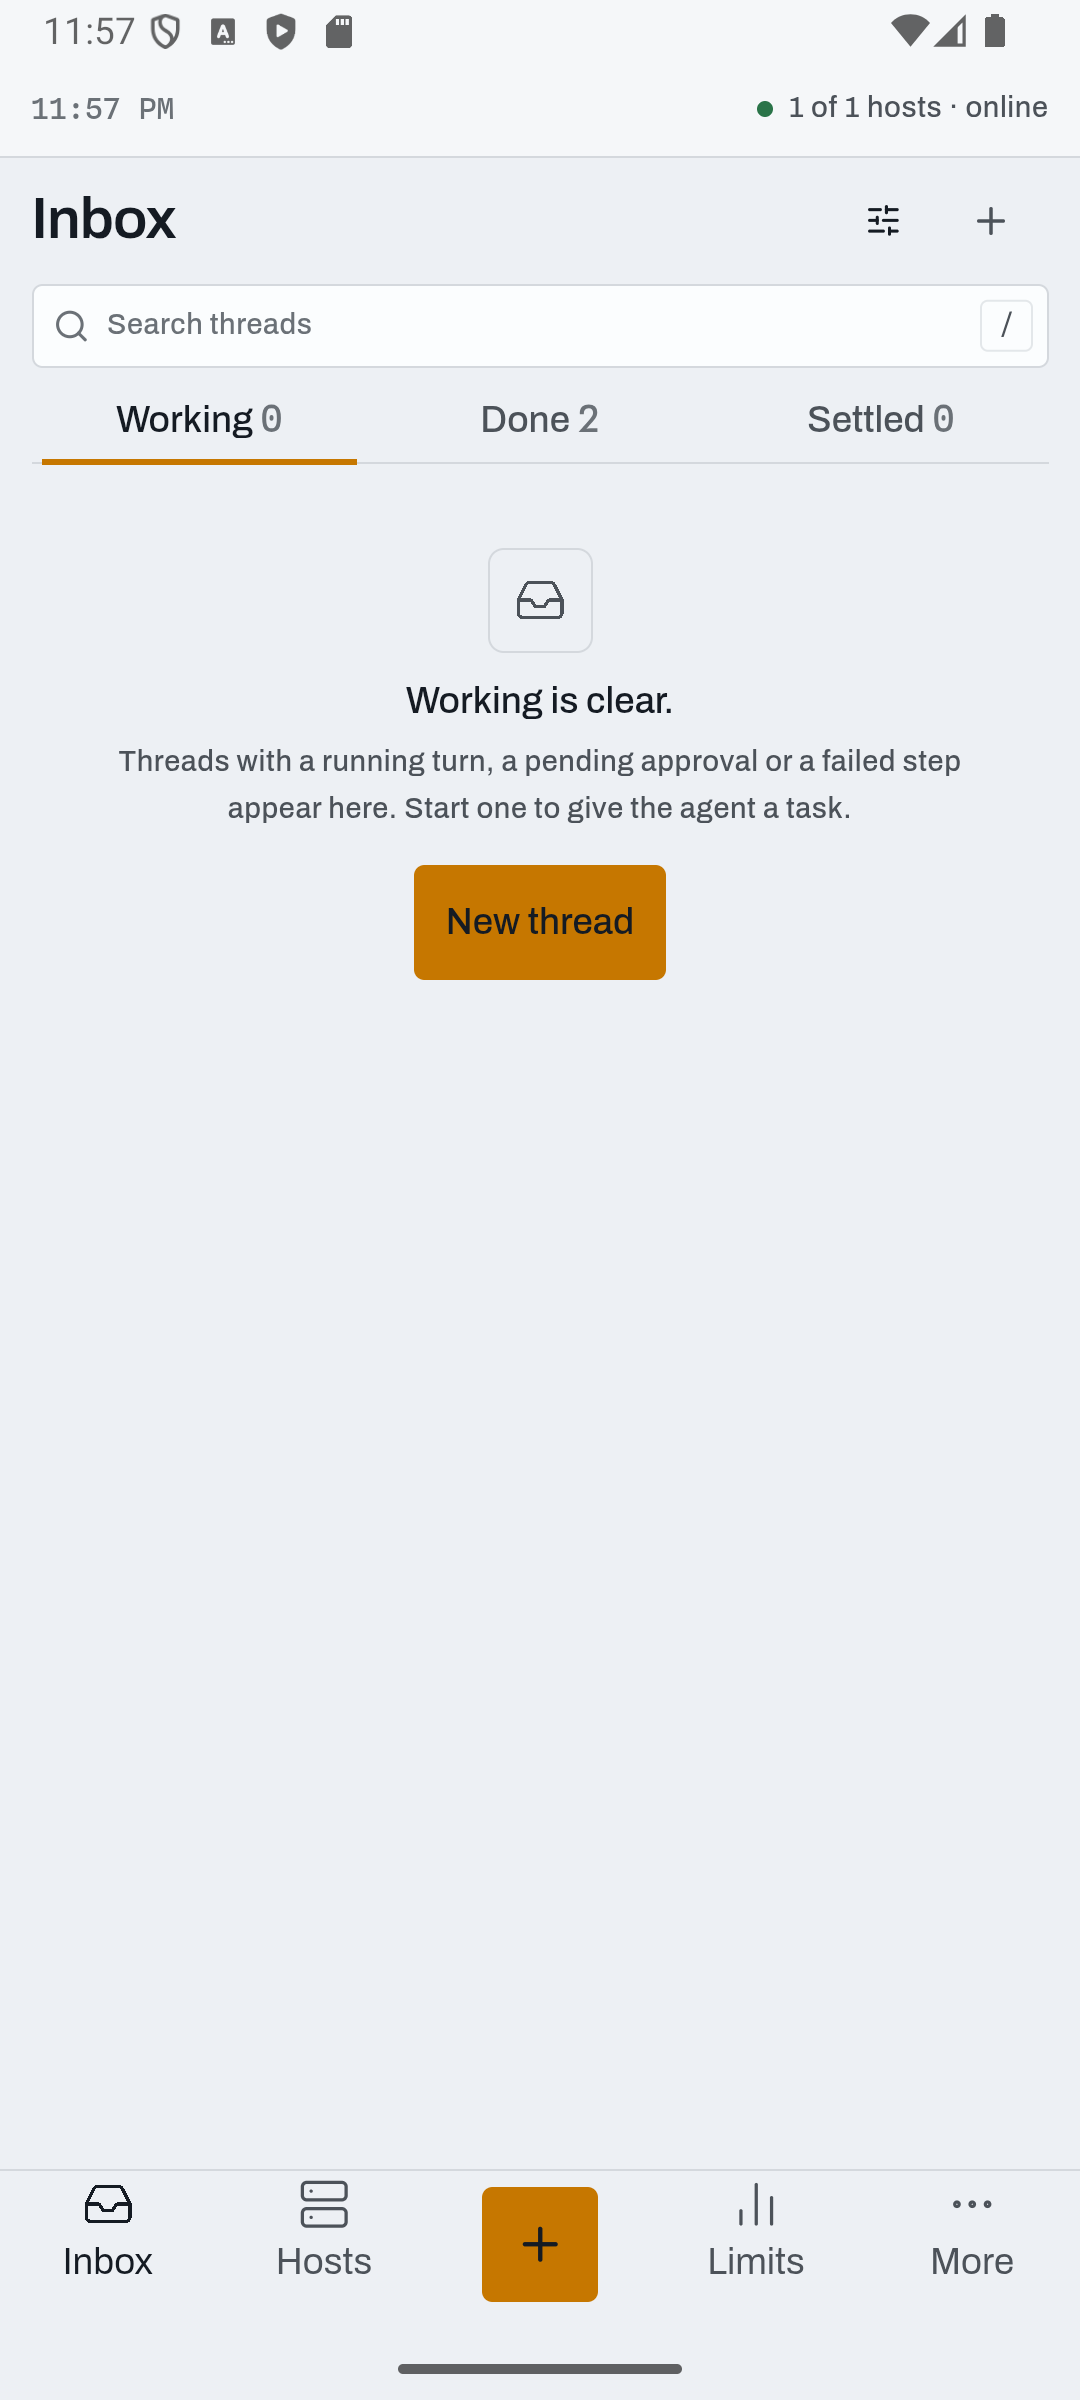 11:57
11:57 PM
1 of 1 hosts · online
Inbox
Search threads
/
Working 0
Done 2
Settled 0
Working is clear.
Threads with a running turn, a pending approval or a failed step
appear here. Start one to give the agent a task.
New thread
Inbox
Hosts
Limits
More